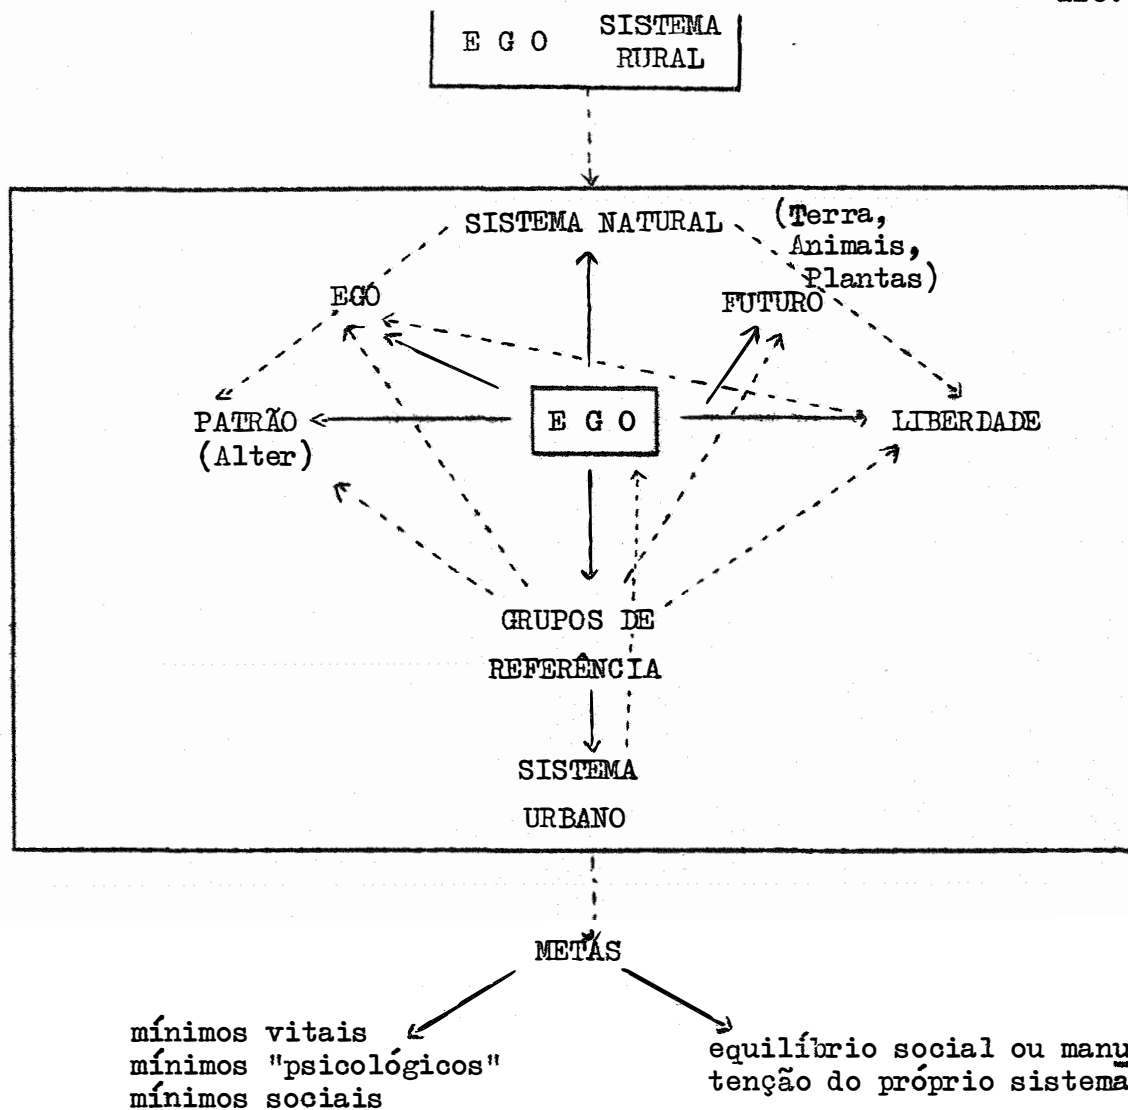 E G O SISTEMA
RURAL
SISTEMA NATURAL (Terra,
Animais,
Plantas)
EGO
FUTURO
PATRÃO
(Alter)
E G O
LIBERDADE
GRUPOS DE
REFERÊNCIA
SISTEMA
URBANO
METAS
mínimos vitais
mínimos "psicológicos"
mínimos sociais
equilíbrio social ou manu
tenção do próprio sistema